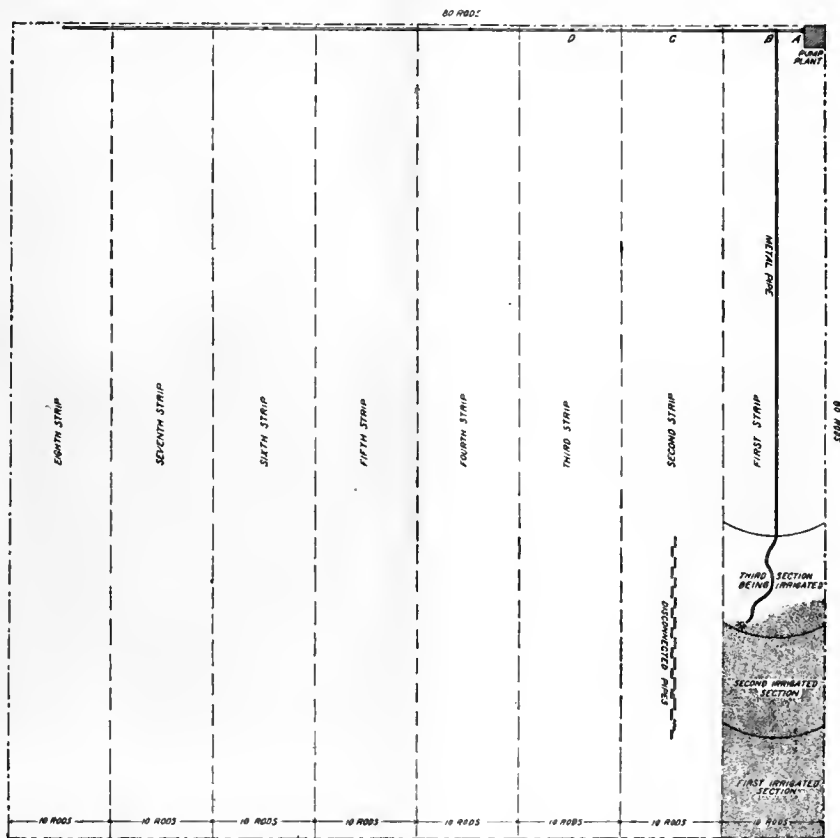 80 RODS
D
C
B
A
PUMP
PLANT
METAL PIPE
80 RODS
EIGHTH STRIP
SEVENTH STRIP
SIXTH STRIP
FIFTH STRIP
FOURTH STRIP
THIRD STRIP
SECOND STRIP
FIRST STRIP
DISCONNECTED PIPES
THIRD SECTION
BEING IRRIGATED
SECOND IRRIGATED
SECTION
FIRST IRRIGATED
SECTION
10 RODS
10 RODS
10 RODS
10 RODS
10 RODS
10 RODS
10 RODS
10 RODS